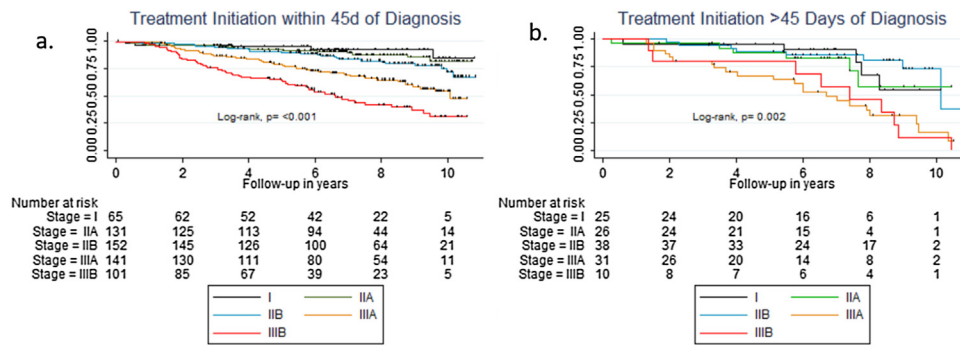 a.
Treatment Initiation within 45d of Diagnosis
0.00 0.25 0.50 0.75 1.00
Log-rank, p= <0.001
0 2 4 6 8 10
Follow-up in years
Number at risk
Stage = I 65 62 52 42 22 5
Stage = IIA 131 125 113 94 44 14
Stage = IIB 152 145 126 100 64 21
Stage = IIIA 141 130 111 80 54 11
Stage = IIIB 101 85 67 39 23 5
I IIA
IIB IIIA
IIIB
b.
Treatment Initiation >45 Days of Diagnosis
0.00 0.25 0.50 0.75 1.00
Log-rank, p= 0.002
0 2 4 6 8 10
Follow-up in years
Number at risk
Stage = I 25 24 20 16 6 1
Stage = IIA 26 24 21 15 4 1
Stage = IIB 38 37 33 24 17 2
Stage = IIIA 31 26 20 14 8 2
Stage = IIIB 10 8 7 6 4 1
I IIA
IIB IIIA
IIIB